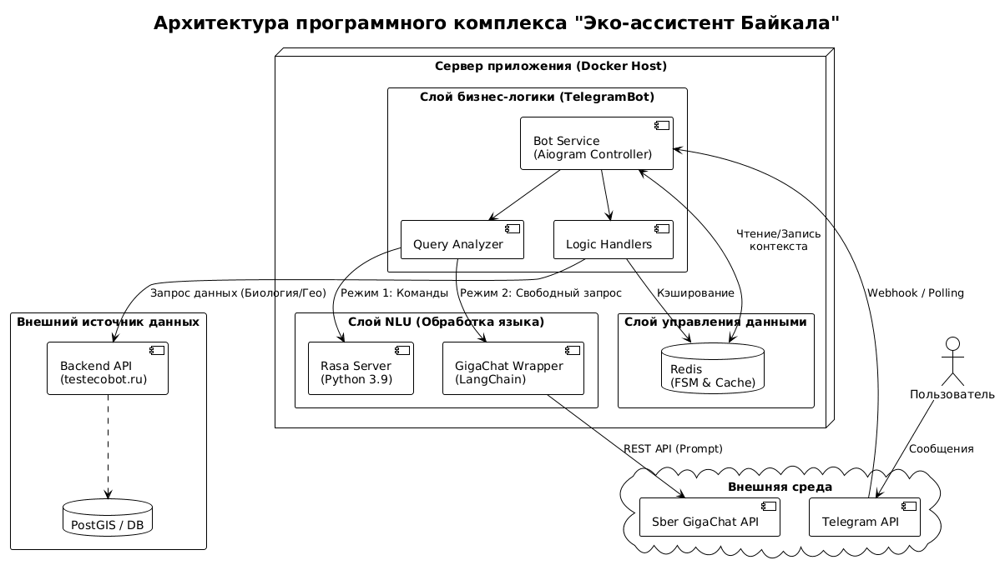 Архитектура программного комплекса "Эко-ассистент Байкала"
Сервер приложения (Docker Host)
Слой бизнес-логики (TelegramBot)
Bot Service
(Aiogram Controller)
Query Analyzer
Logic Handlers
Чтение/Запись
контекста
Запрос данных (Биология/Гео)
Режим 1: Команды
Режим 2: Свободный запрос
Кэширование
Webhook / Polling
Внешний источник данных
Backend API
(testecobot.ru)
PostGIS / DB
Слой NLU (Обработка языка)
Rasa Server
(Python 3.9)
GigaChat Wrapper
(LangChain)
Слой управления данными
Redis
(FSM & Cache)
Пользователь
REST API (Prompt)
Сообщения
Внешняя среда
Sber GigaChat API
Telegram API